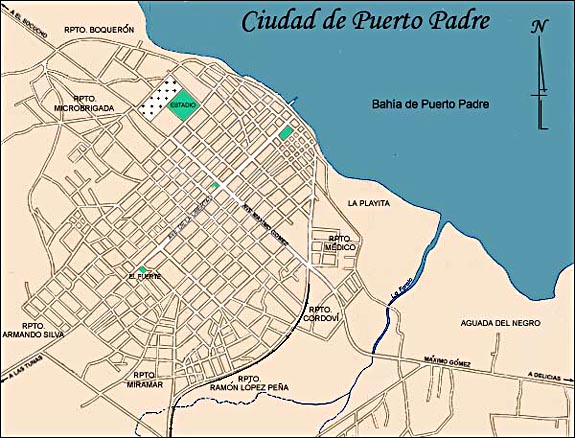 Ciudad de Puerto Padre
N
A EL SOCUCHO
RPTO. BOQUERÓN
RPTO.
MICROBRIGADA
ESTADIO
Bahía de Puerto Padre
LA PLAYITA
AVE. DE LA LIBERTAD
AVE. MÁXIMO GÓMEZ
RPTO.
MÉDICO
EL FUERTE
RPTO.
CORDOVÍ
AGUADA DEL NEGRO
RPTO.
ARMANDO SILVA
MÁXIMO GÓMEZ
A DELICIAS
A LAS TUNAS
RPTO.
MIRAMAR
RPTO.
RAMÓN LÓPEZ PEÑA